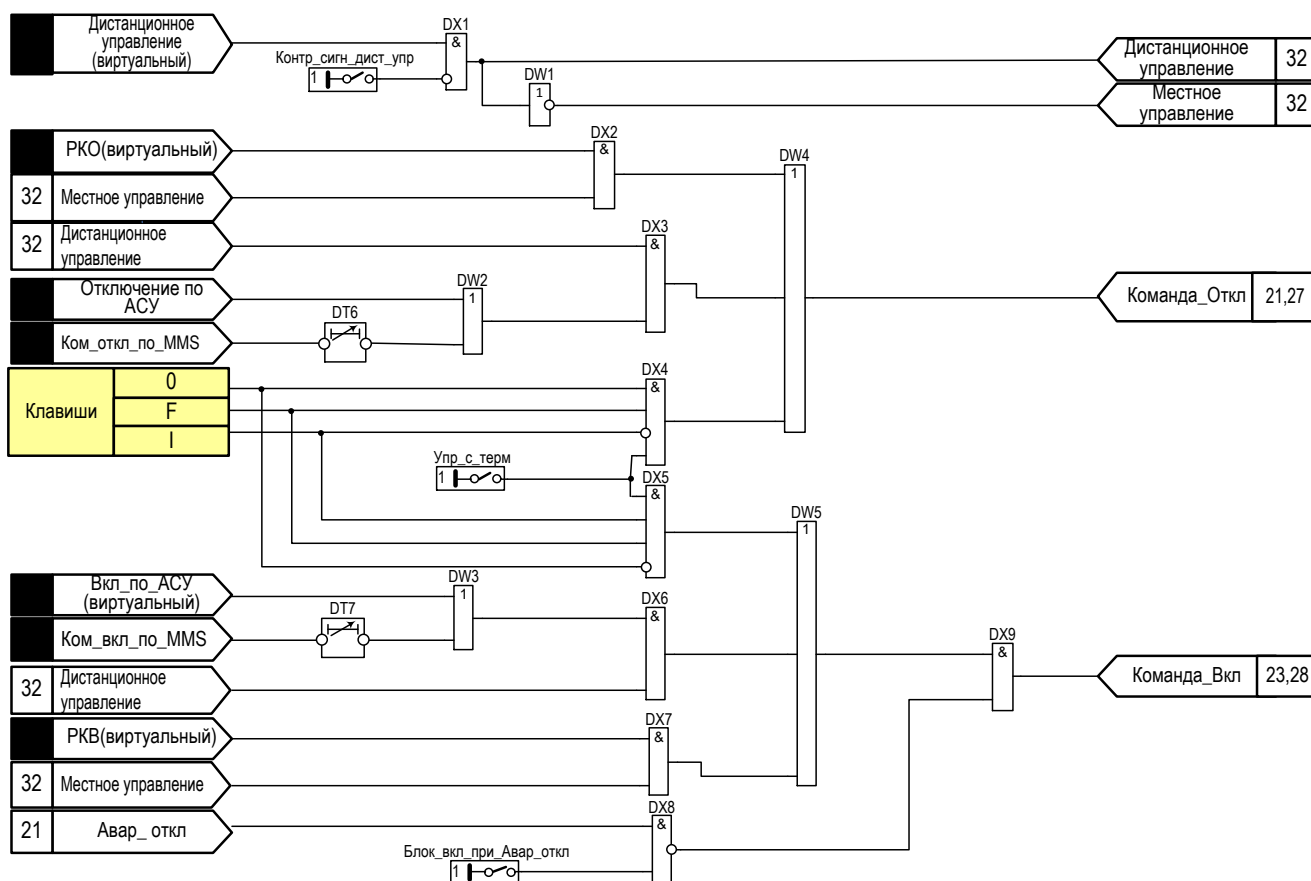 Дистанционное
управление
(виртуальный)
DX1
&
Контр_сигн_дист_упр
1
DW1
1
Дистанционное
управление
32
Местное
управление
32
РКО(виртуальный)
DX2
&
DW4
1
32
Местное управление
32
Дистанционное
управление
DX3
&
Отключение по
АСУ
DW2
1
DT6
Команда_Откл
21,27
Ком_откл_по_MMS
Клавиши
0
F
I
DX4
&
Упр_с_терм
1
DX5
&
DW5
1
Вкл_по_АСУ
(виртуальный)
DW3
1
DT7
DX6
&
Ком_вкл_по_MMS
DX9
&
32
Дистанционное
управление
Команда_Вкл
23,28
РКВ(виртуальный)
DX7
&
32
Местное управление
21
Авар_ откл
DX8
&
Блок_вкл_при_Авар_откл
1